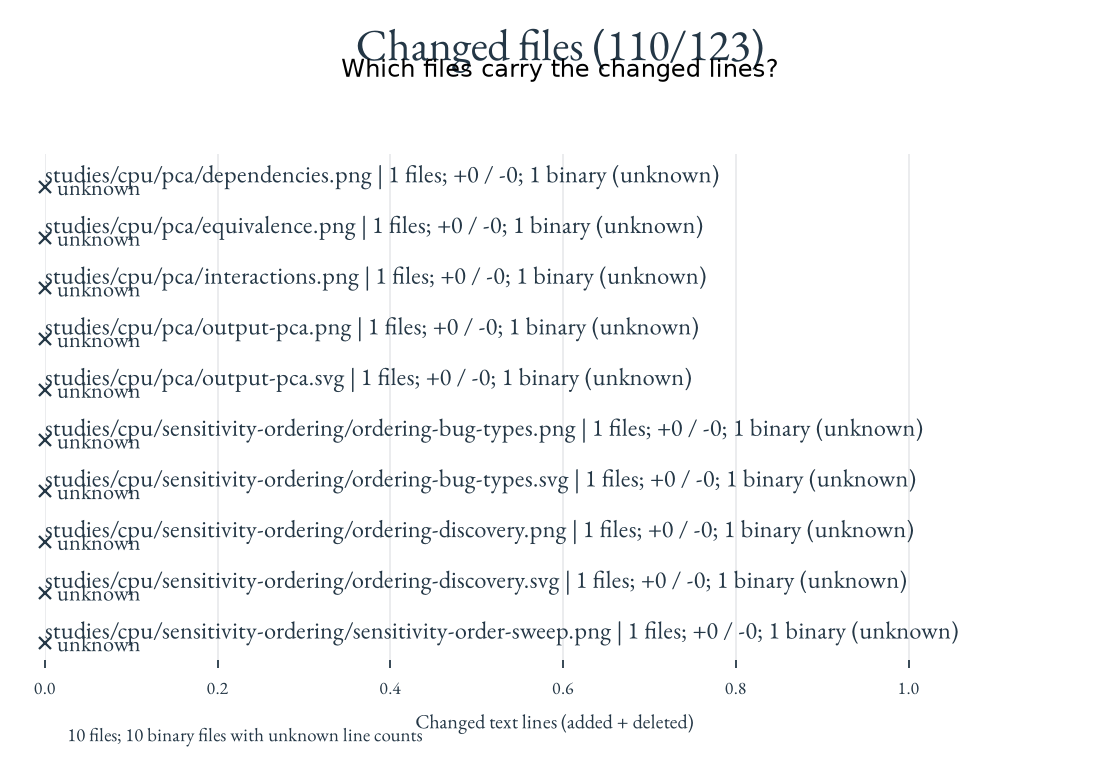 Changed files (110/123)
Which files carry the changed lines?
studies/cpu/pca/dependencies.png | 1 files; +0 / -0; 1 binary (unknown)
unknown
studies/cpu/pca/equivalence.png | 1 files; +0 / -0; 1 binary (unknown)
unknown
studies/cpu/pca/interactions.png | 1 files; +0 / -0; 1 binary (unknown)
unknown
studies/cpu/pca/output-pca.png | 1 files; +0 / -0; 1 binary (unknown)
unknown
studies/cpu/pca/output-pca.svg | 1 files; +0 / -0; 1 binary (unknown)
unknown
studies/cpu/sensitivity-ordering/ordering-bug-types.png | 1 files; +0 / -0; 1 binary (unknown)
unknown
studies/cpu/sensitivity-ordering/ordering-bug-types.svg | 1 files; +0 / -0; 1 binary (unknown)
unknown
studies/cpu/sensitivity-ordering/ordering-discovery.png | 1 files; +0 / -0; 1 binary (unknown)
unknown
studies/cpu/sensitivity-ordering/ordering-discovery.svg | 1 files; +0 / -0; 1 binary (unknown)
unknown
studies/cpu/sensitivity-ordering/sensitivity-order-sweep.png | 1 files; +0 / -0; 1 binary (unknown)
unknown
0.0 0.2 0.4 0.6 0.8 1.0
Changed text lines (added + deleted)
10 files; 10 binary files with unknown line counts